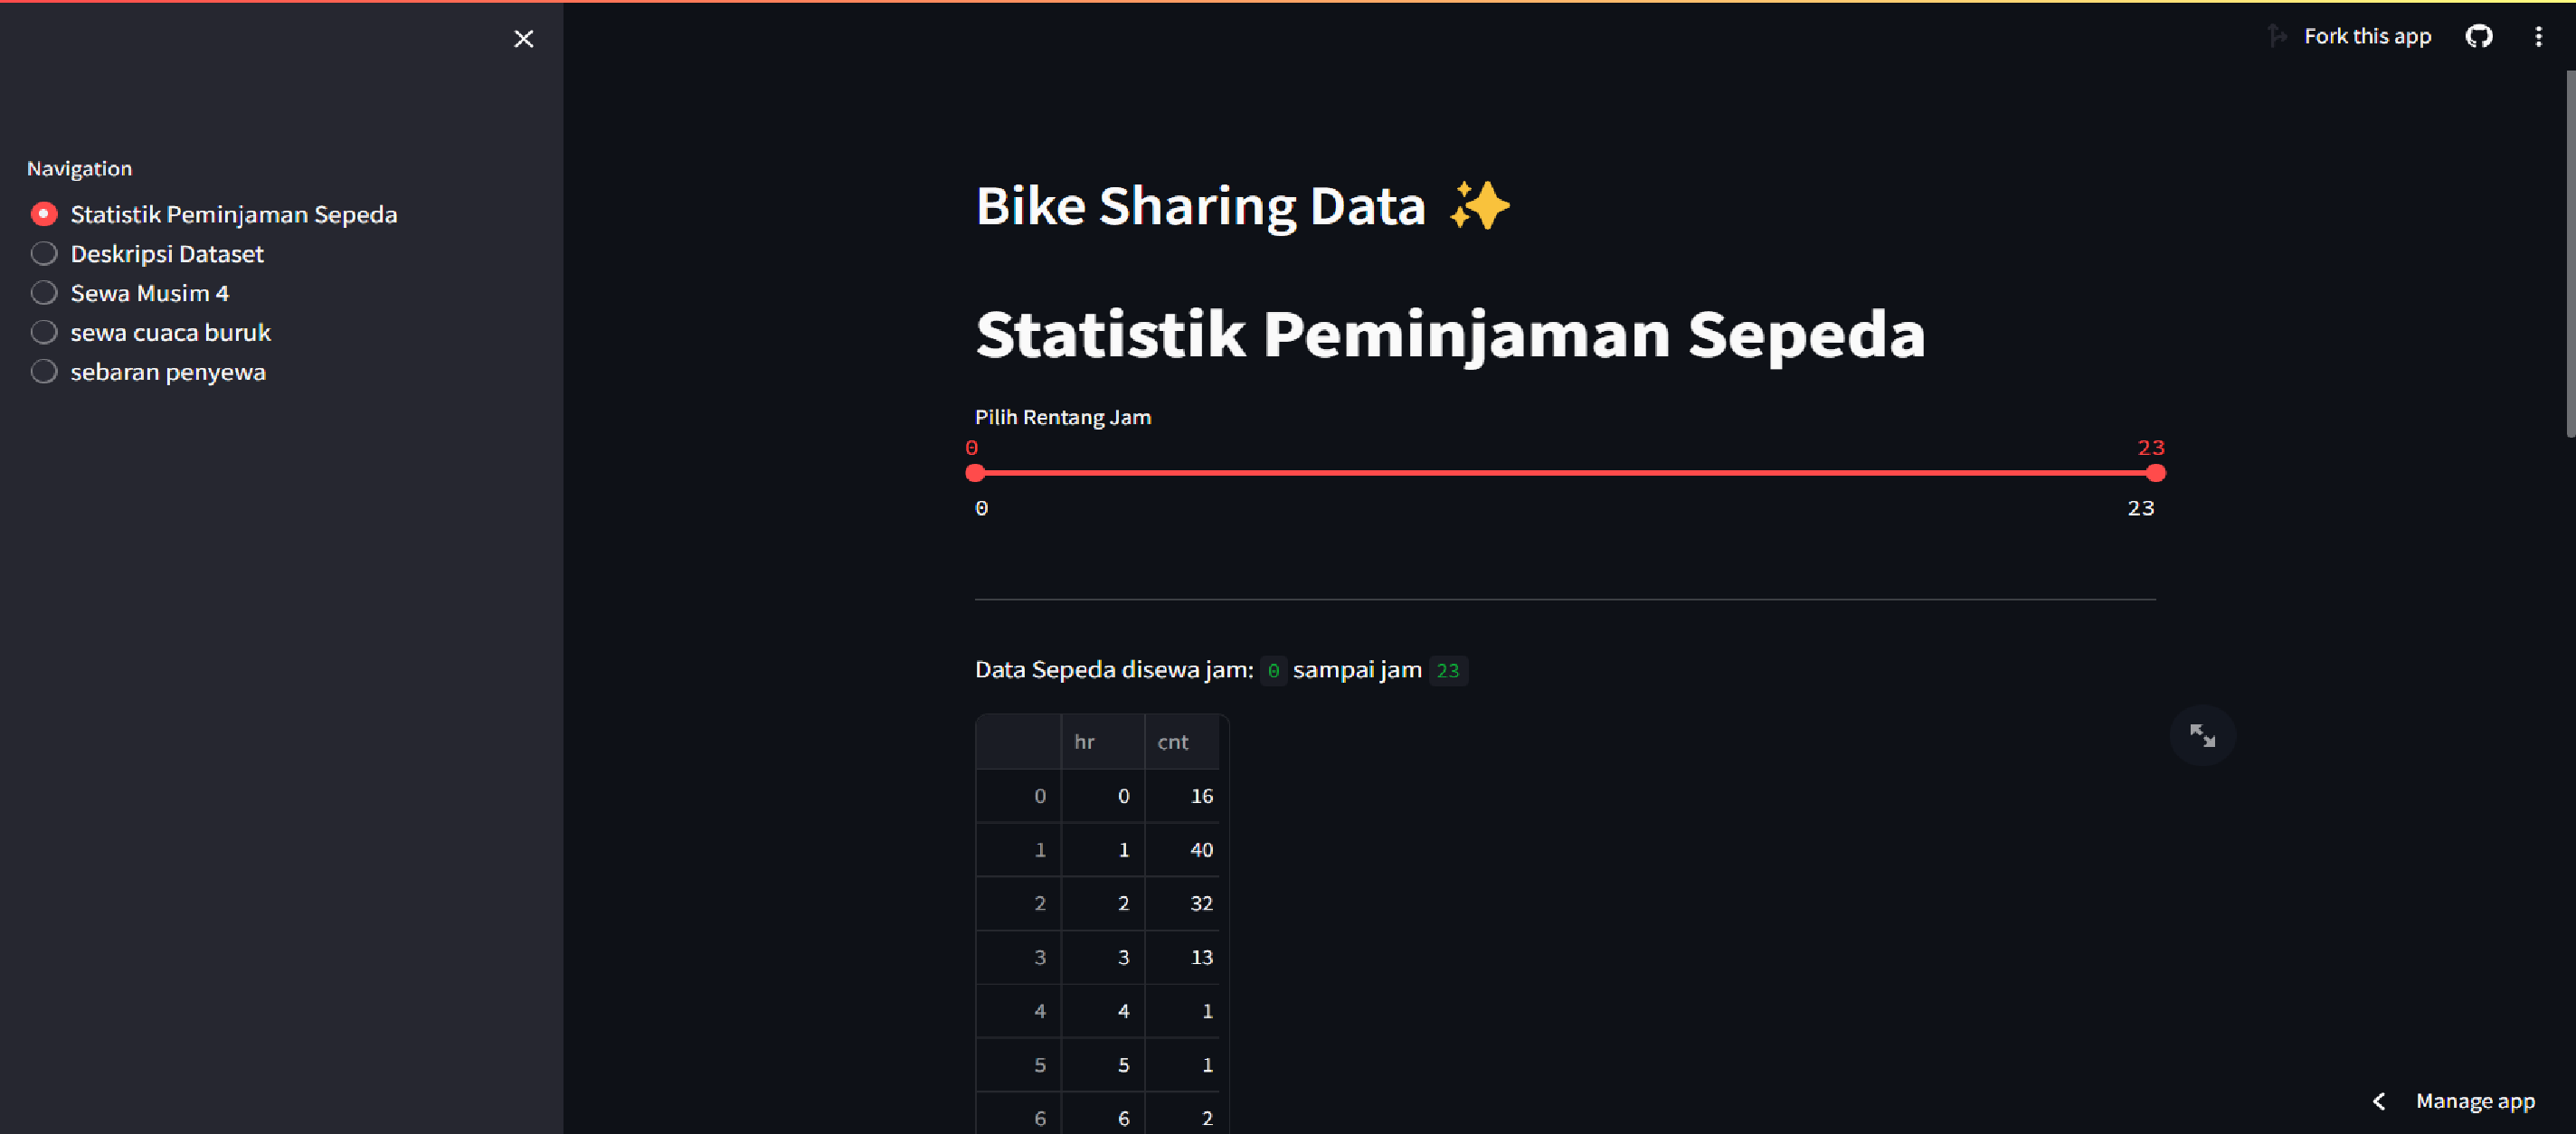 Fork this app
Navigation
Statistik Peminjaman Sepeda
Deskripsi Dataset
Sewa Musim 4
sewa cuaca buruk
sebaran penyewa
Bike Sharing Data ✨
Statistik Peminjaman Sepeda
Pilih Rentang Jam
0 23
0 23
Data Sepeda disewa jam: 0 sampai jam 23
hr cnt
0 0 16
1 1 40
2 2 32
3 3 13
4 4 1
5 5 1
6 6 2
Manage app